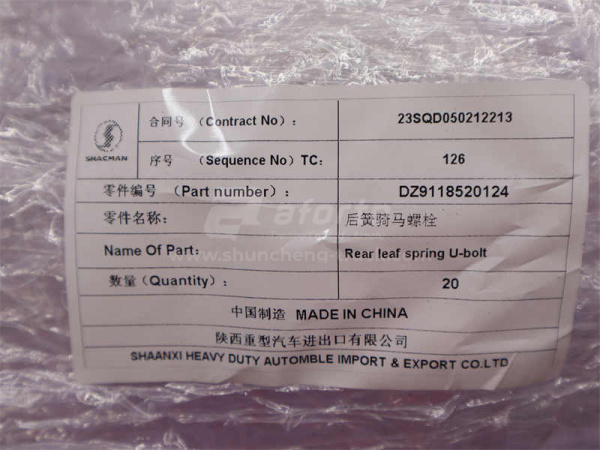 合同号 (Contract No): 23SQD050212213
SHACMAN
序号 (Sequence No) TC: 126
零件编号 (Part number): DZ9118520124
零件名称: 后簧骑马螺栓
Name Of Part: Rear leaf spring U-bolt
数量 (Quantity): 20
中国制造 MADE IN CHINA
陕西重型汽车进出口有限公司
SHAANXI HEAVY DUTY AUTOMBLE IMPORT & EXPORT CO.LTD